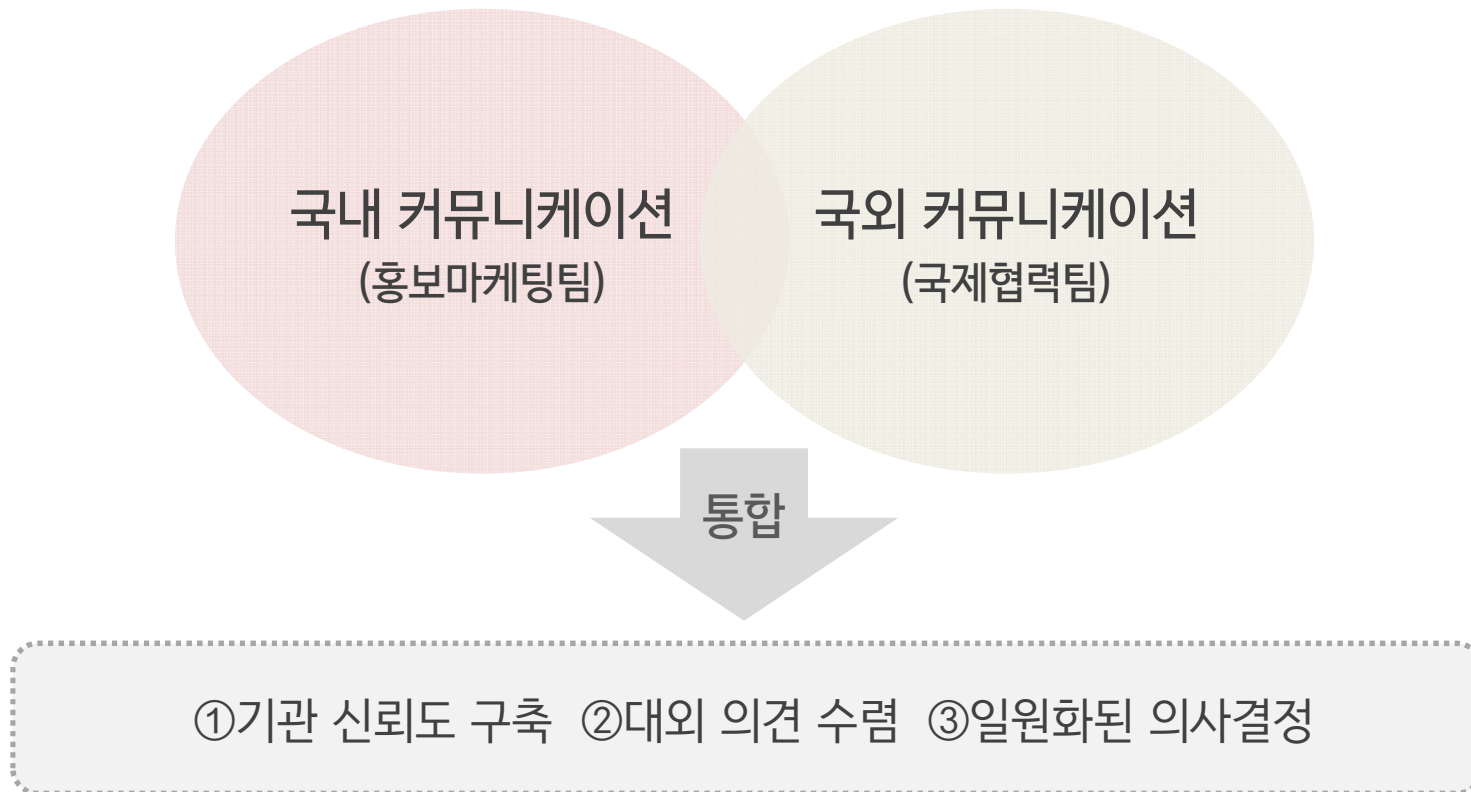 국내 커뮤니케이션
(홍보마케팅팀)
국외 커뮤니케이션
(국제협력팀)
통합
①기관 신뢰도 구축 ②대외 의견 수렴 ③일원화된 의사결정